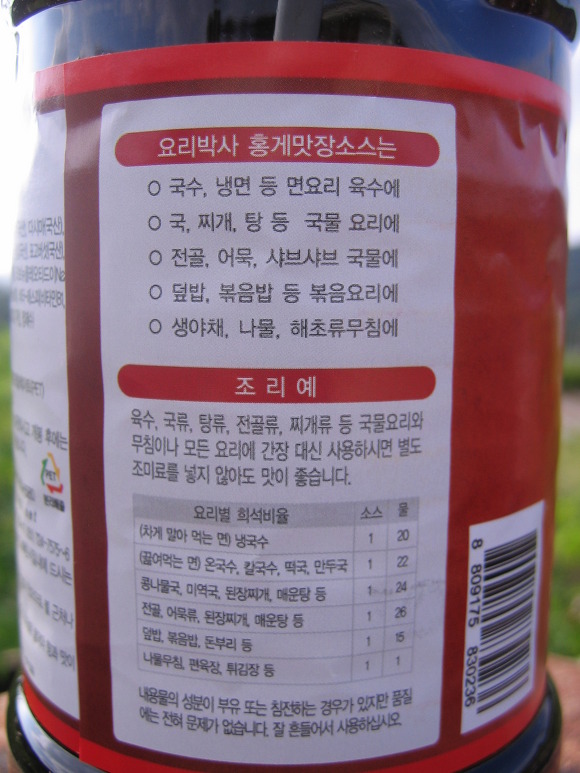 요리박사 홍게맛장소스는
○ 국수, 냉면 등 면요리 육수에
○ 국, 찌개, 탕 등 국물 요리에
○ 전골, 어묵, 샤브샤브 국물에
○ 덮밥, 볶음밥 등 볶음요리에
○ 생야채, 나물, 해초류무침에
조 리 예
육수, 국류, 탕류, 전골류, 찌개류 등 국물요리와
무침이나 모든 요리에 간장 대신 사용하시면 별도
조미료를 넣지 않아도 맛이 좋습니다.
요리별 희석비율 소스 물
(차게 말아 먹는 면) 냉국수 1 20
(끓여먹는 면) 온국수, 칼국수, 떡국, 만두국 1 22
콩나물국, 미역국, 된장찌개, 매운탕 등 1 24
전골, 어묵류, 된장찌개, 매운탕 등 1 26
덮밥, 볶음밥, 돈부리 등 1 15
나물무침, 편육장, 튀김장 등 1 1
내용물의 성분이 부유 또는 침전하는 경우가 있지만 품질
에는 전혀 문제가 없습니다. 잘 흔들어서 사용하십시오
8 809175 830236
PET